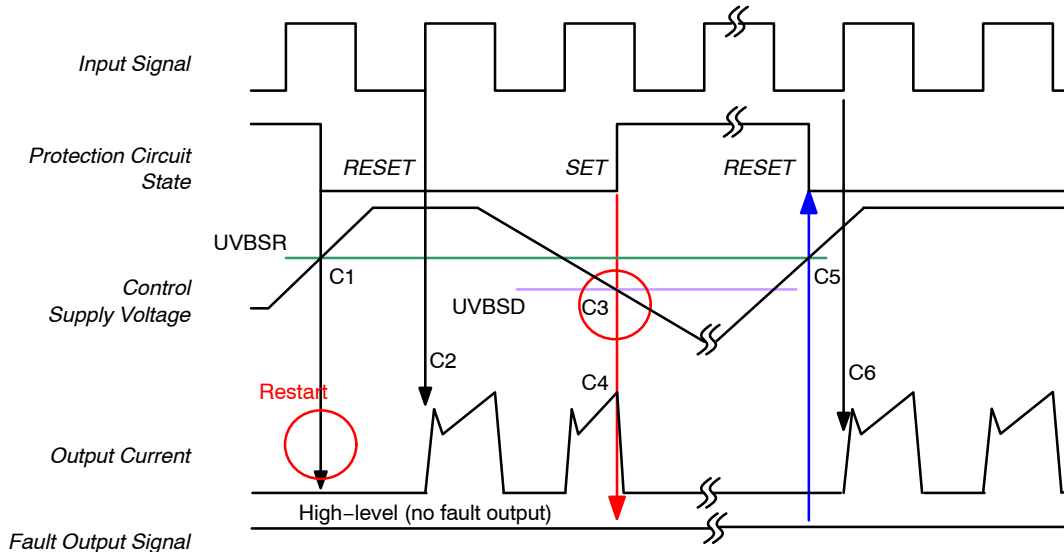 Input Signal
Protection Circuit
State
RESET
SET
RESET
UVBSR
C1
C5
Control
Supply Voltage
UVBSD
C3
C2
C4
C6
Restart
Output Current
High−level (no fault output)
Fault Output Signal